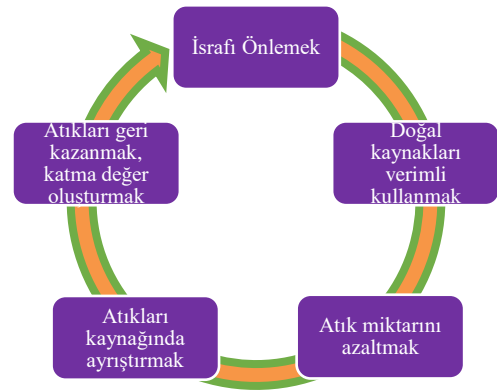 İsrafı Önlemek
Doğal
kaynakları
verimli
kullanmak
Atık miktarını
azaltmak
Atıkları
kaynağında
ayrıştırmak
Atıkları geri
kazanmak,
katma değer
oluşturmak